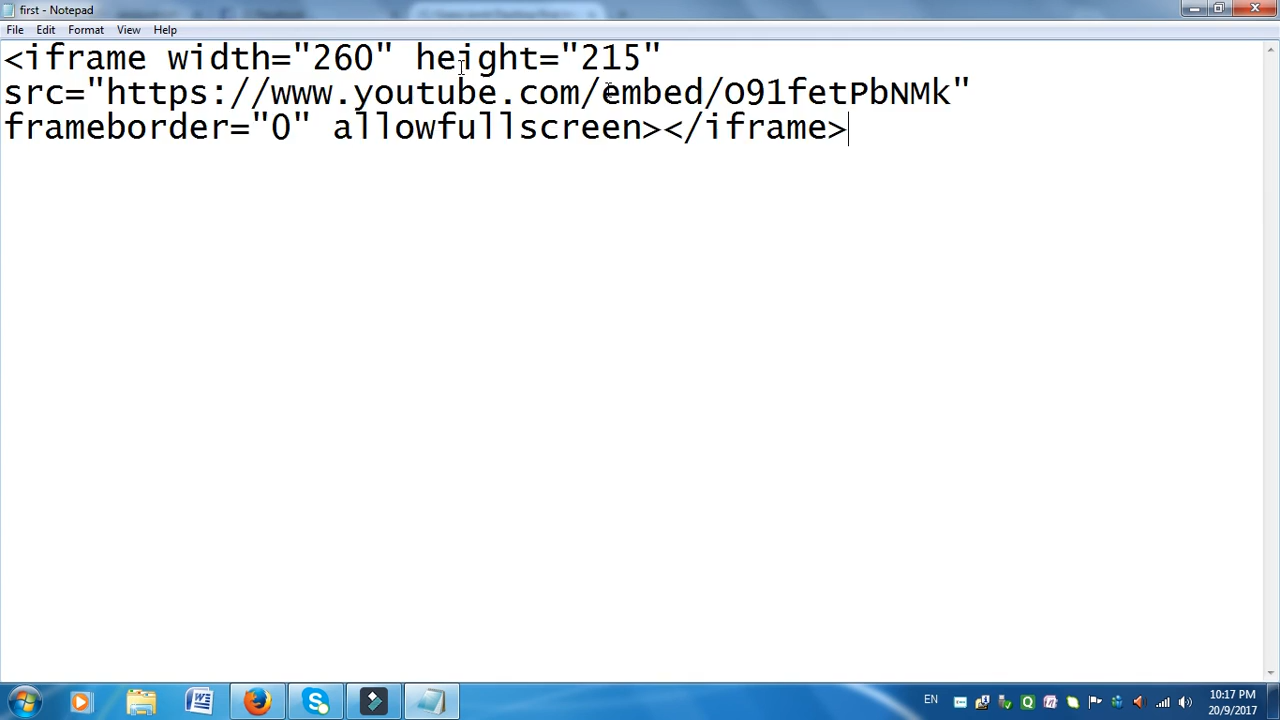 first - Notepad
File Edit Format View Help
<iframe width="260" height="215"
src="https://www.youtube.com/embed/O91fetPbNMk"
frameborder="0" allowfullscreen></iframe>
EN
10:17 PM
20/9/2017